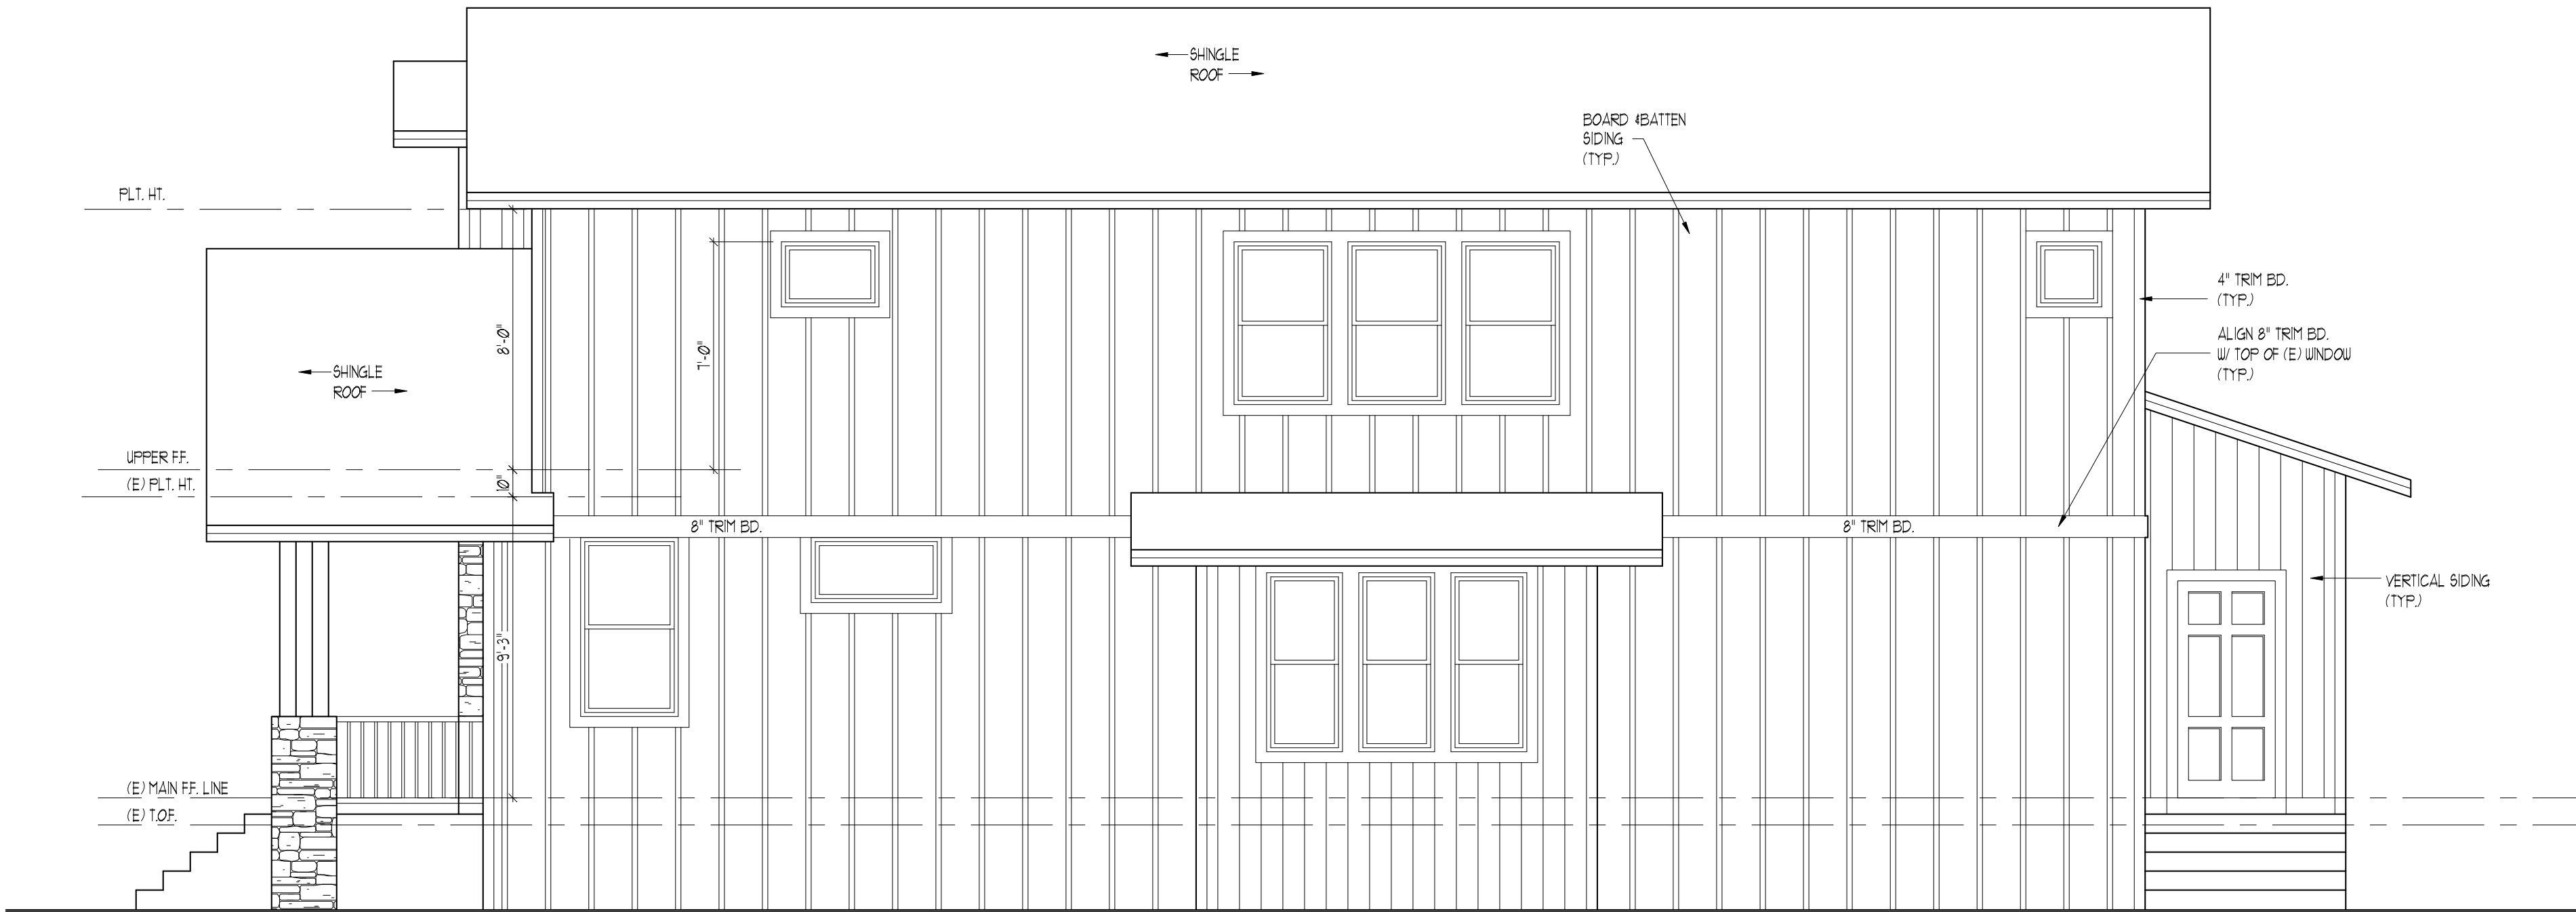 SHINGLE
ROOF
BOARD &BATTEN
SIDING
(TYP.)
PLT. HT.
4" TRIM BD.
(TYP.)
8'-0"
7'-0"
ALIGN 8" TRIM BD.
W/ TOP OF (E) WINDOW
(TYP.)
SHINGLE
ROOF
UPPER F.F.
(E) PLT. HT.
10"
8" TRIM BD.
8" TRIM BD.
VERTICAL SIDING
(TYP.)
9'-3"
(E) MAIN F.F. LINE
(E) T.O.F.